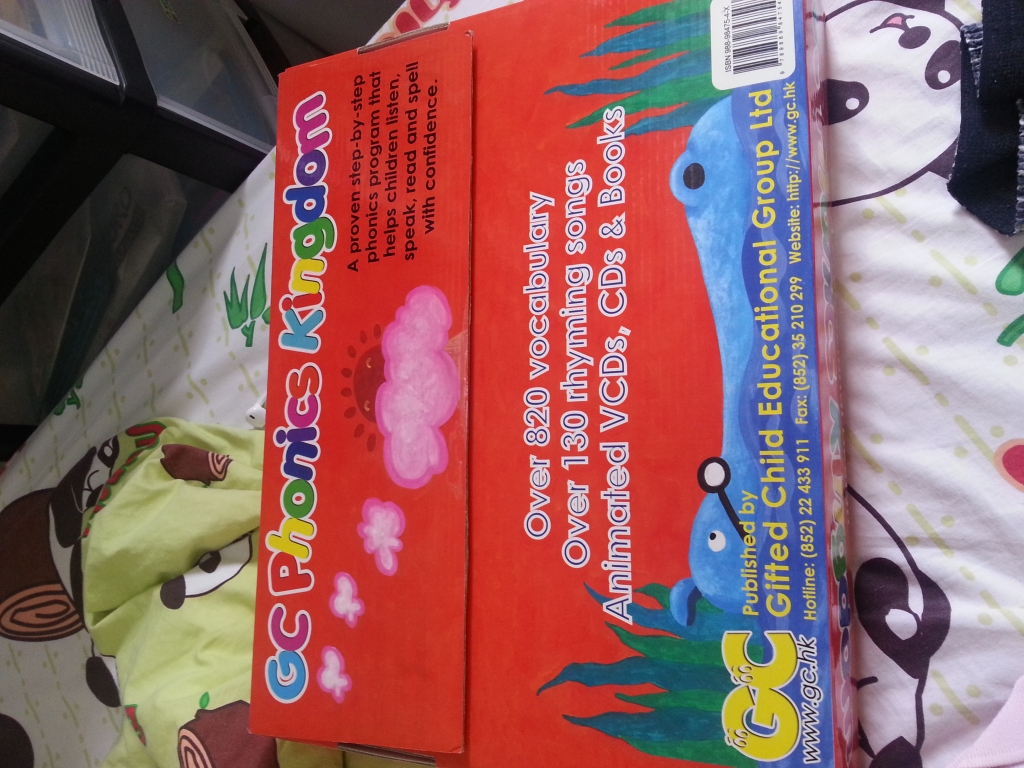 GC Phonics Kingdom
A proven step-by-step
phonics program that
helps children listen,
speak, read and spell
with confidence.
Over 820 vocabulary
Over 130 rhyming songs
Animated VCDs, CDs & Books
GC
www.gc.hk
Published by
Gifted Child Educational Group Ltd
Hotline: (852) 22 433 911 Fax: (852) 35 210 299 Website: http://www.gc.hk